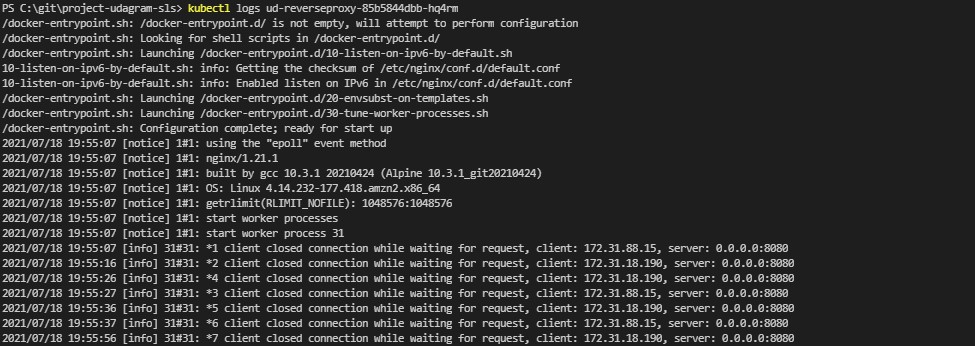 PS C:\git\project-udagram-sls> kubectl logs ud-reverseproxy-85b5844dbb-hq4rm
/docker-entrypoint.sh: /docker-entrypoint.d/ is not empty, will attempt to perform configuration
/docker-entrypoint.sh: Looking for shell scripts in /docker-entrypoint.d/
/docker-entrypoint.sh: Launching /docker-entrypoint.d/10-listen-on-ipv6-by-default.sh
10-listen-on-ipv6-by-default.sh: info: Getting the checksum of /etc/nginx/conf.d/default.conf
10-listen-on-ipv6-by-default.sh: info: Enabled listen on IPv6 in /etc/nginx/conf.d/default.conf
/docker-entrypoint.sh: Launching /docker-entrypoint.d/20-envsubst-on-templates.sh
/docker-entrypoint.sh: Launching /docker-entrypoint.d/30-tune-worker-processes.sh
/docker-entrypoint.sh: Configuration complete; ready for start up
2021/07/18 19:55:07 [notice] 1#1: using the "epoll" event method
2021/07/18 19:55:07 [notice] 1#1: nginx/1.21.1
2021/07/18 19:55:07 [notice] 1#1: built by gcc 10.3.1 20210424 (Alpine 10.3.1_git20210424)
2021/07/18 19:55:07 [notice] 1#1: OS: Linux 4.14.232-177.418.amzn2.x86_64
2021/07/18 19:55:07 [notice] 1#1: getrlimit(RLIMIT_NOFILE): 1048576:1048576
2021/07/18 19:55:07 [notice] 1#1: start worker processes
2021/07/18 19:55:07 [notice] 1#1: start worker process 31
2021/07/18 19:55:07 [info] 31#31: *1 client closed connection while waiting for request, client: 172.31.88.15, server: 0.0.0.0:8080
2021/07/18 19:55:16 [info] 31#31: *2 client closed connection while waiting for request, client: 172.31.18.190, server: 0.0.0.0:8080
2021/07/18 19:55:26 [info] 31#31: *4 client closed connection while waiting for request, client: 172.31.18.190, server: 0.0.0.0:8080
2021/07/18 19:55:27 [info] 31#31: *3 client closed connection while waiting for request, client: 172.31.88.15, server: 0.0.0.0:8080
2021/07/18 19:55:36 [info] 31#31: *5 client closed connection while waiting for request, client: 172.31.18.190, server: 0.0.0.0:8080
2021/07/18 19:55:37 [info] 31#31: *6 client closed connection while waiting for request, client: 172.31.88.15, server: 0.0.0.0:8080
2021/07/18 19:55:56 [info] 31#31: *7 client closed connection while waiting for request, client: 172.31.18.190, server: 0.0.0.0:8080